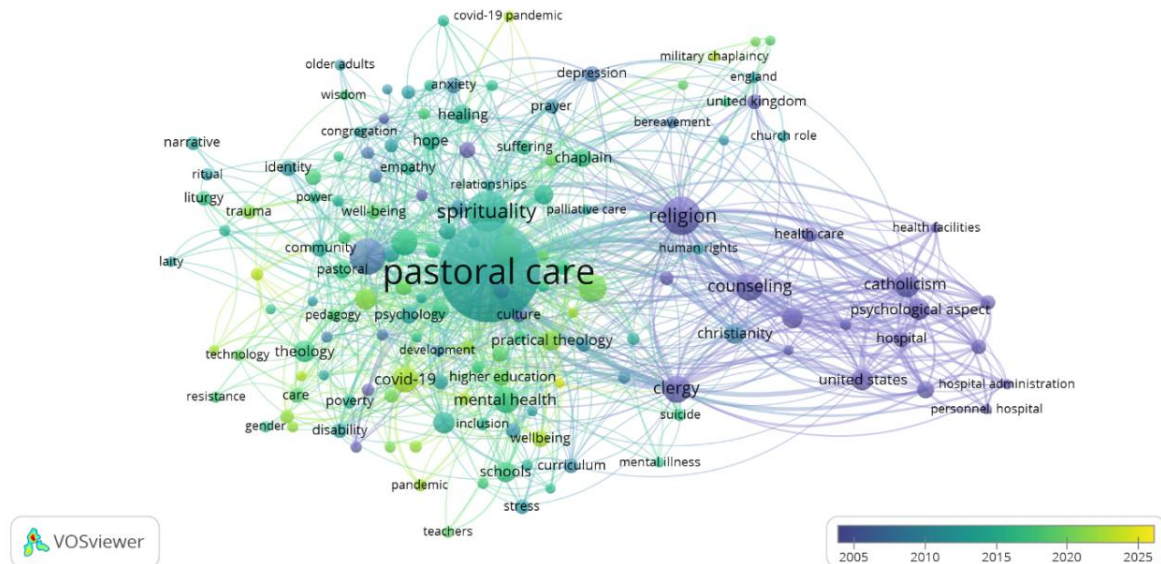 covid-19 pandemic
military chaplaincy
older adults
anxiety
depression
england
wisdom
healing
prayer
united kingdom
congregation
hope
bereavement
church role
narrative
suffering
chaplain
identity
empathy
ritual
relationships
liturgy
power
trauma
well-being
spirituality
palliative care
religion
health facilities
health care
community
human rights
laity
pastoral
pastoral care
counseling
catholicism
pedagogy
psychology
culture
psychological aspect
christianity
technology
theology
development
practical theology
hospital
covid-19
higher education
clergy
united states
hospital administration
resistance
care
poverty
mental health
personnel, hospital
gender
disability
inclusion
suicide
wellbeing
schools
curriculum
mental illness
pandemic
stress
teachers
VOSviewer
2005 2010 2015 2020 2025